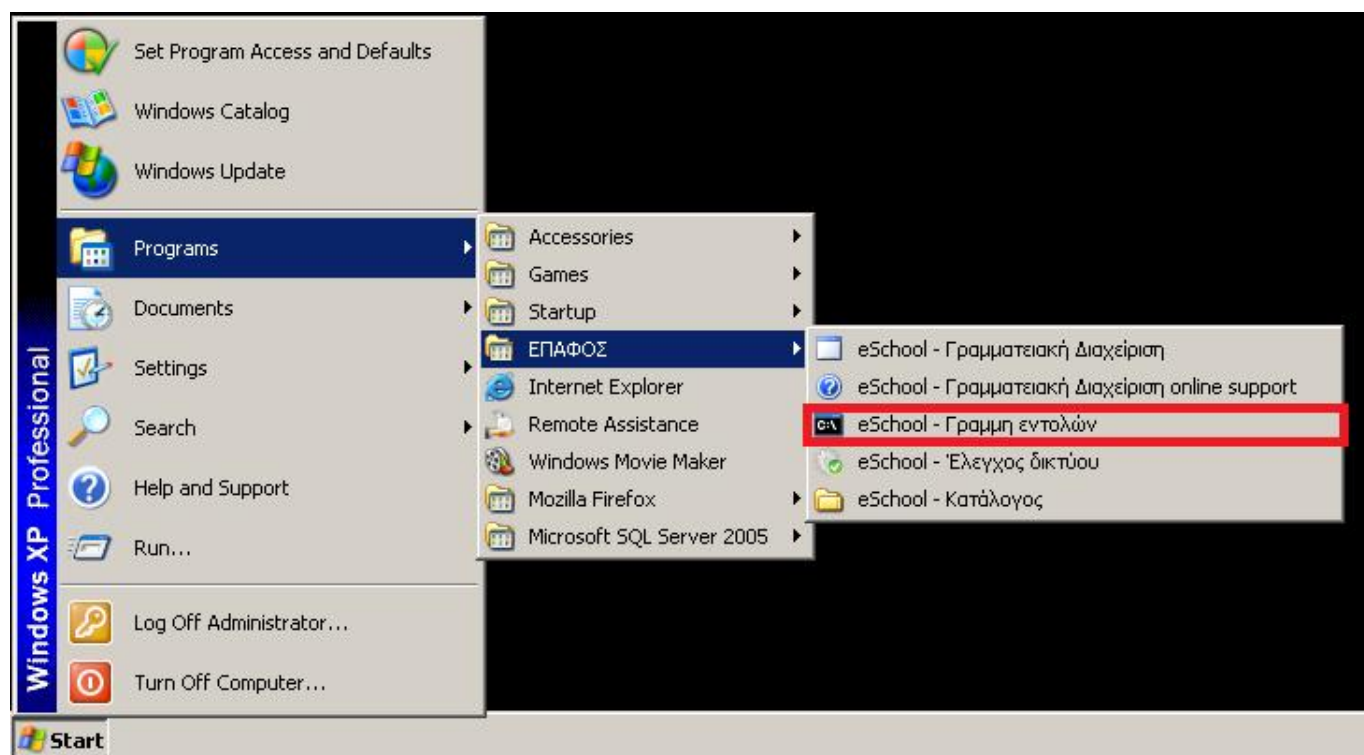 Set Program Access and Defaults
Windows Catalog
Windows Update
Programs
Documents
Settings
Search
Help and Support
Run...
Log Off Administrator...
Turn Off Computer...
Windows XP Professional
Start
Accessories
Games
Startup
ΕΠΑΦΟΣ
Internet Explorer
Remote Assistance
Windows Movie Maker
Mozilla Firefox
Microsoft SQL Server 2005
eSchool - Γραμματειακή Διαχείριση
eSchool - Γραμματειακή Διαχείριση online support
C:\ eSchool - Γραμμη εντολών
eSchool - Έλεγχος δικτύου
eSchool - Κατάλογος